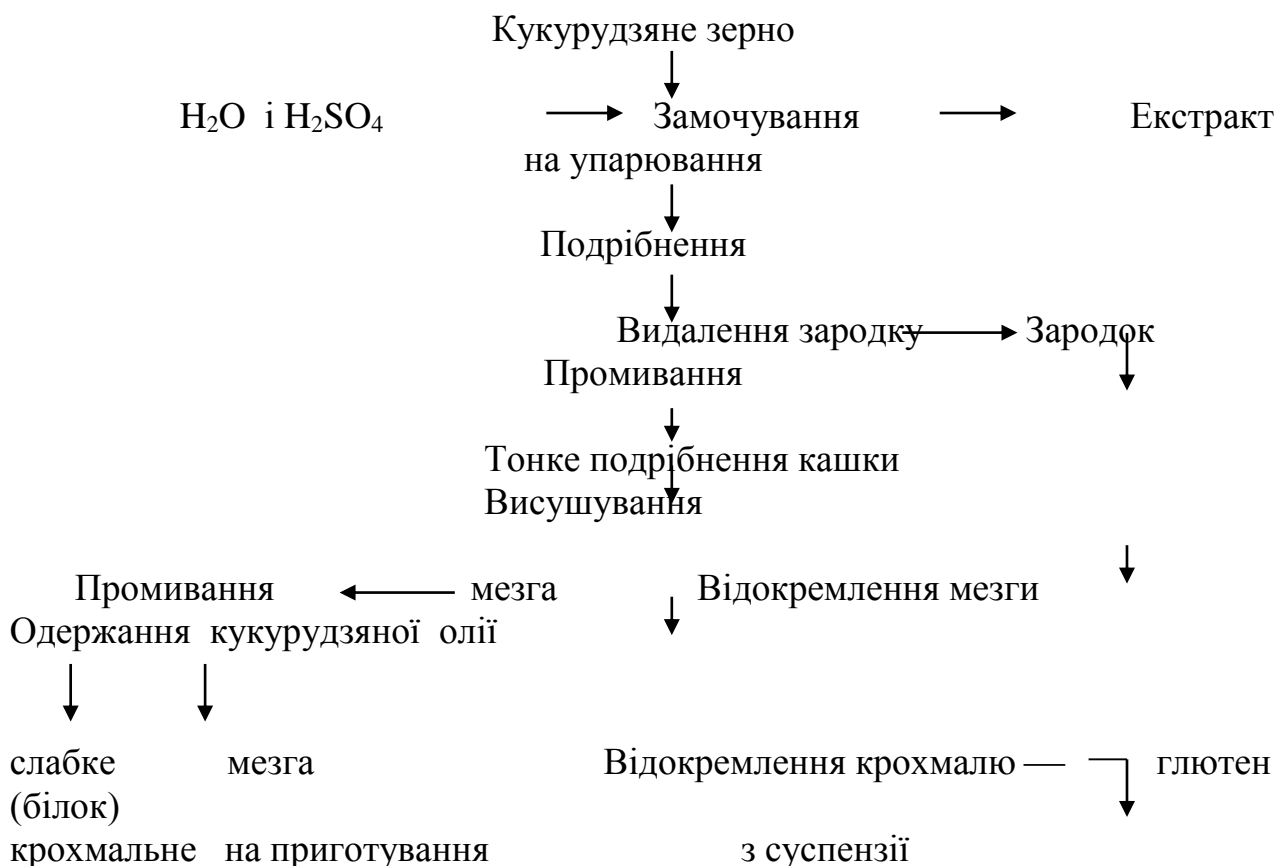 Кукурудзяне зерно
H₂O і H₂SO₄ Замочування Екстракт
на упарювання
Подрібнення
Видалення зародку Зародок
Промивання
Тонке подрібнення кашки
Висушування
Промивання мезга Відокремлення мезги
Одержання кукурудзяної олії
слабке мезга Відокремлення крохмалю глютен
(білок)
крохмальне на приготування з суспензії